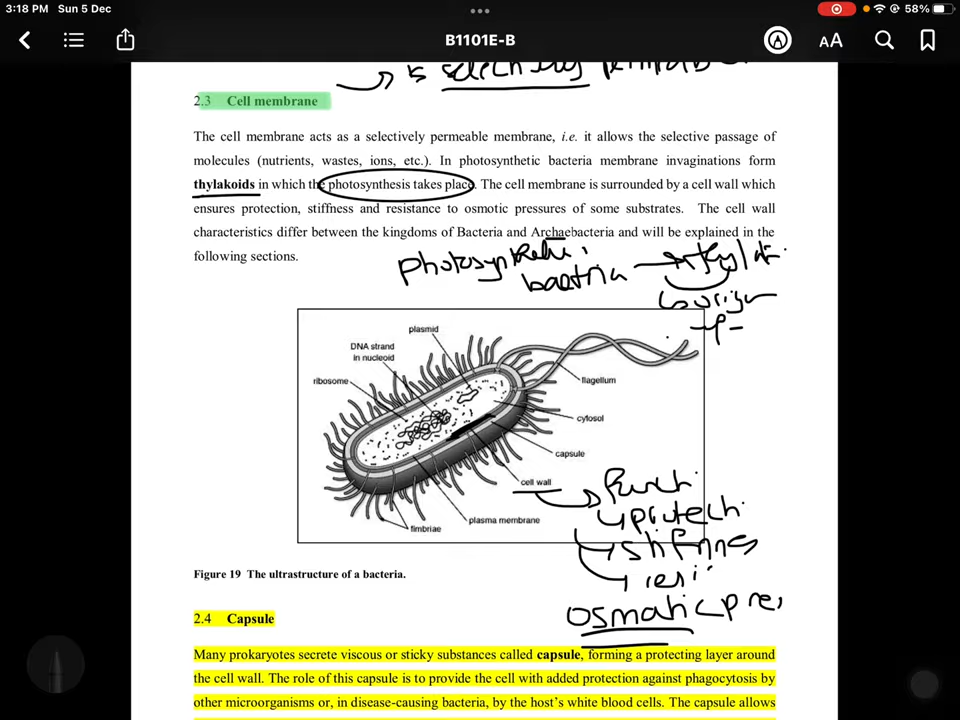 3:18 PM Sun 5 Dec
58%
B1101E-B
AA
is
2.3 Cell membrane
The cell membrane acts as a selectively permeable membrane, i.e. it allows the selective passage of
molecules (nutrients, wastes, ions, etc.). In photosynthetic bacteria membrane invaginations form
thylakoids in which the photosynthesis takes place. The cell membrane is surrounded by a cell wall which
ensures protection, stiffness and resistance to osmotic pressures of some substrates. The cell wall
characteristics differ between the kingdoms of Bacteria and Archaebacteria and will be explained in the
following sections.
bacteria
plasmid
DNA strand
in nucleoid
ribosome
flagellum
cytosol
capsule
cell wall
plasma membrane
fimbriae
Figure 19 The ultrastructure of a bacteria.
2.4 Capsule
Many prokaryotes secrete viscous or sticky substances called capsule, forming a protecting layer around
the cell wall. The role of this capsule is to provide the cell with added protection against phagocytosis by
other microorganisms or, in disease-causing bacteria, by the host's white blood cells. The capsule allows